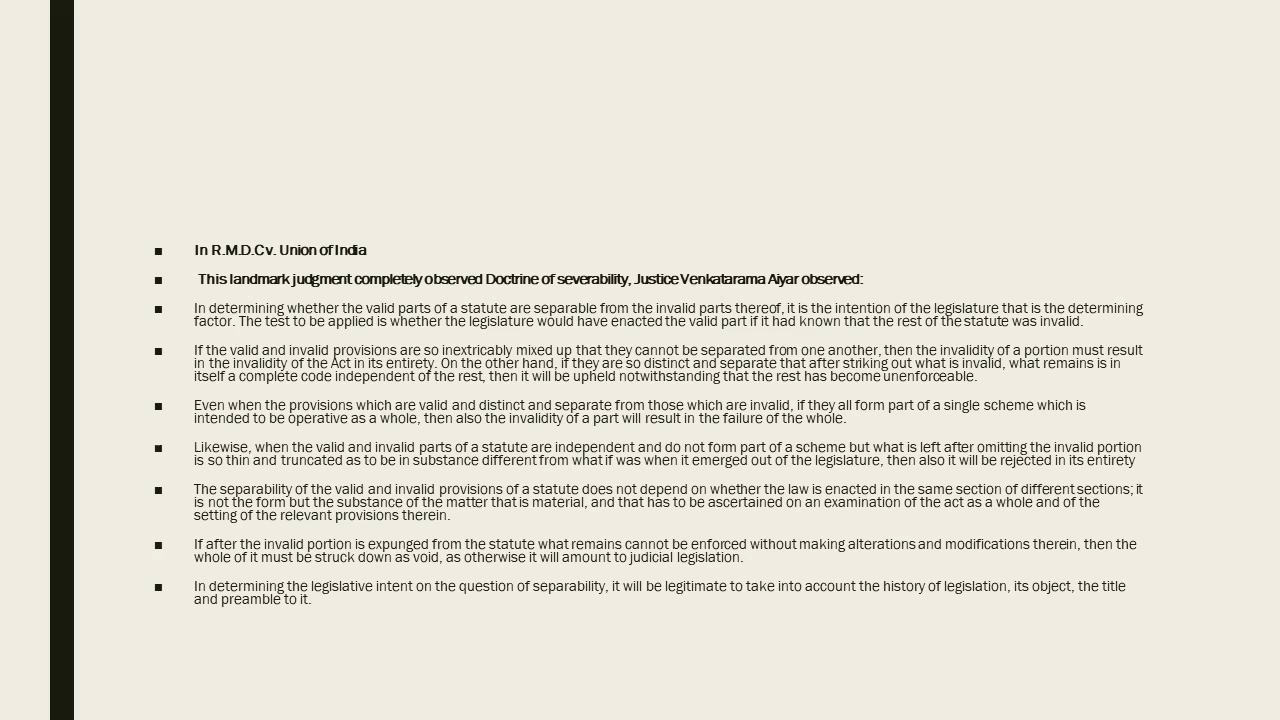 ■ In R.M.D.C v. Union of India
■ This landmark judgment completely observed Doctrine of severability, Justice Venkatarama Aiyar observed:
■ In determining whether the valid parts of a statute are separable from the invalid parts thereof, it is the intention of the legislature that is the determining
factor. The test to be applied is whether the legislature would have enacted the valid part if it had known that the rest of the statute was invalid.
■ If the valid and invalid provisions are so inextricably mixed up that they cannot be separated from one another, then the invalidity of a portion must result
in the invalidity of the Act in its entirety. On the other hand, if they are so distinct and separate that after striking out what is invalid, what remains is in
itself a complete code independent of the rest, then it will be upheld notwithstanding that the rest has become unenforceable.
■ Even when the provisions which are valid and distinct and separate from those which are invalid, if they all form part of a single scheme which is
intended to be operative as a whole, then also the invalidity of a part will result in the failure of the whole.
■ Likewise, when the valid and invalid parts of a statute are independent and do not form part of a scheme but what is left after omitting the invalid portion
is so thin and truncated as to be in substance different from what if was when it emerged out of the legislature, then also it will be rejected in its entirety
■ The separability of the valid and invalid provisions of a statute does not depend on whether the law is enacted in the same section of different sections; it
is not the form but the substance of the matter that is material, and that has to be ascertained on an examination of the act as a whole and of the
setting of the relevant provisions therein.
■ If after the invalid portion is expunged from the statute what remains cannot be enforced without making alterations and modifications therein, then the
whole of it must be struck down as void, as otherwise it will amount to judicial legislation.
■ In determining the legislative intent on the question of separability, it will be legitimate to take into account the history of legislation, its object, the title
and preamble to it.